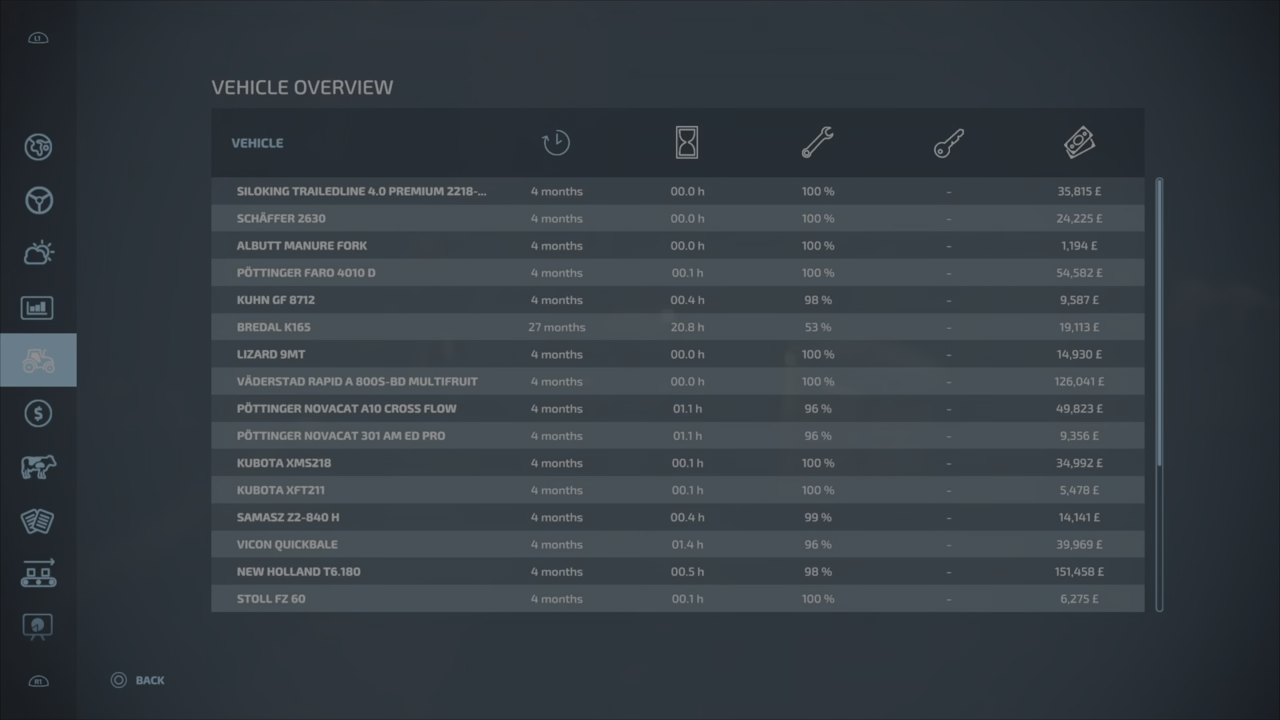 L1
VEHICLE OVERVIEW
VEHICLE
SILOKING TRAILEDLINE 4.0 PREMIUM 2218-... 4 months 00.0 h 100 % - 35,815 £
SCHÄFFER 2630 4 months 00.0 h 100 % - 24,225 £
ALBUTT MANURE FORK 4 months 00.0 h 100 % - 1,194 £
PÖTTINGER FARO 4010 D 4 months 00.1 h 100 % - 54,582 £
KUHN GF 8712 4 months 00.4 h 98 % - 9,587 £
BREDAL K165 27 months 20.8 h 53 % - 19,113 £
LIZARD 9MT 4 months 00.0 h 100 % - 14,930 £
VÄDERSTAD RAPID A 800S-BD MULTIFRUIT 4 months 00.0 h 100 % - 126,041 £
PÖTTINGER NOVACAT A10 CROSS FLOW 4 months 01.1 h 96 % - 49,823 £
PÖTTINGER NOVACAT 301 AM ED PRO 4 months 01.1 h 96 % - 9,356 £
KUBOTA XMS218 4 months 00.1 h 100 % - 34,992 £
KUBOTA XFT211 4 months 00.1 h 100 % - 5,478 £
SAMASZ Z2-840 H 4 months 00.4 h 99 % - 14,141 £
VICON QUICKBALE 4 months 01.4 h 96 % - 39,969 £
NEW HOLLAND T6.180 4 months 00.5 h 98 % - 151,458 £
STOLL FZ 60 4 months 00.1 h 100 % - 6,275 £
R1
BACK